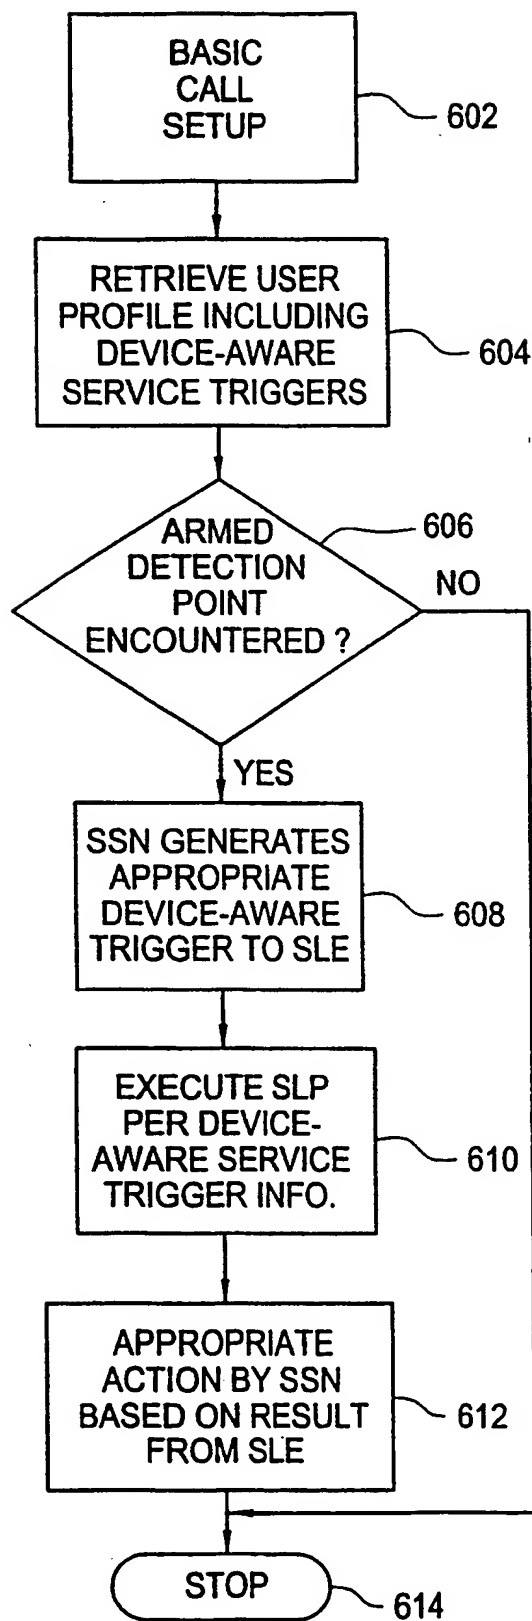 BASIC
CALL
SETUP
602
RETRIEVE USER
PROFILE INCLUDING
DEVICE-AWARE
SERVICE TRIGGERS
604
ARMED
DETECTION
POINT
ENCOUNTERED ?
606
NO
YES
SSN GENERATES
APPROPRIATE
DEVICE-AWARE
TRIGGER TO SLE
608
EXECUTE SLP
PER DEVICE-
AWARE SERVICE
TRIGGER INFO.
610
APPROPRIATE
ACTION BY SSN
BASED ON RESULT
FROM SLE
612
STOP
614